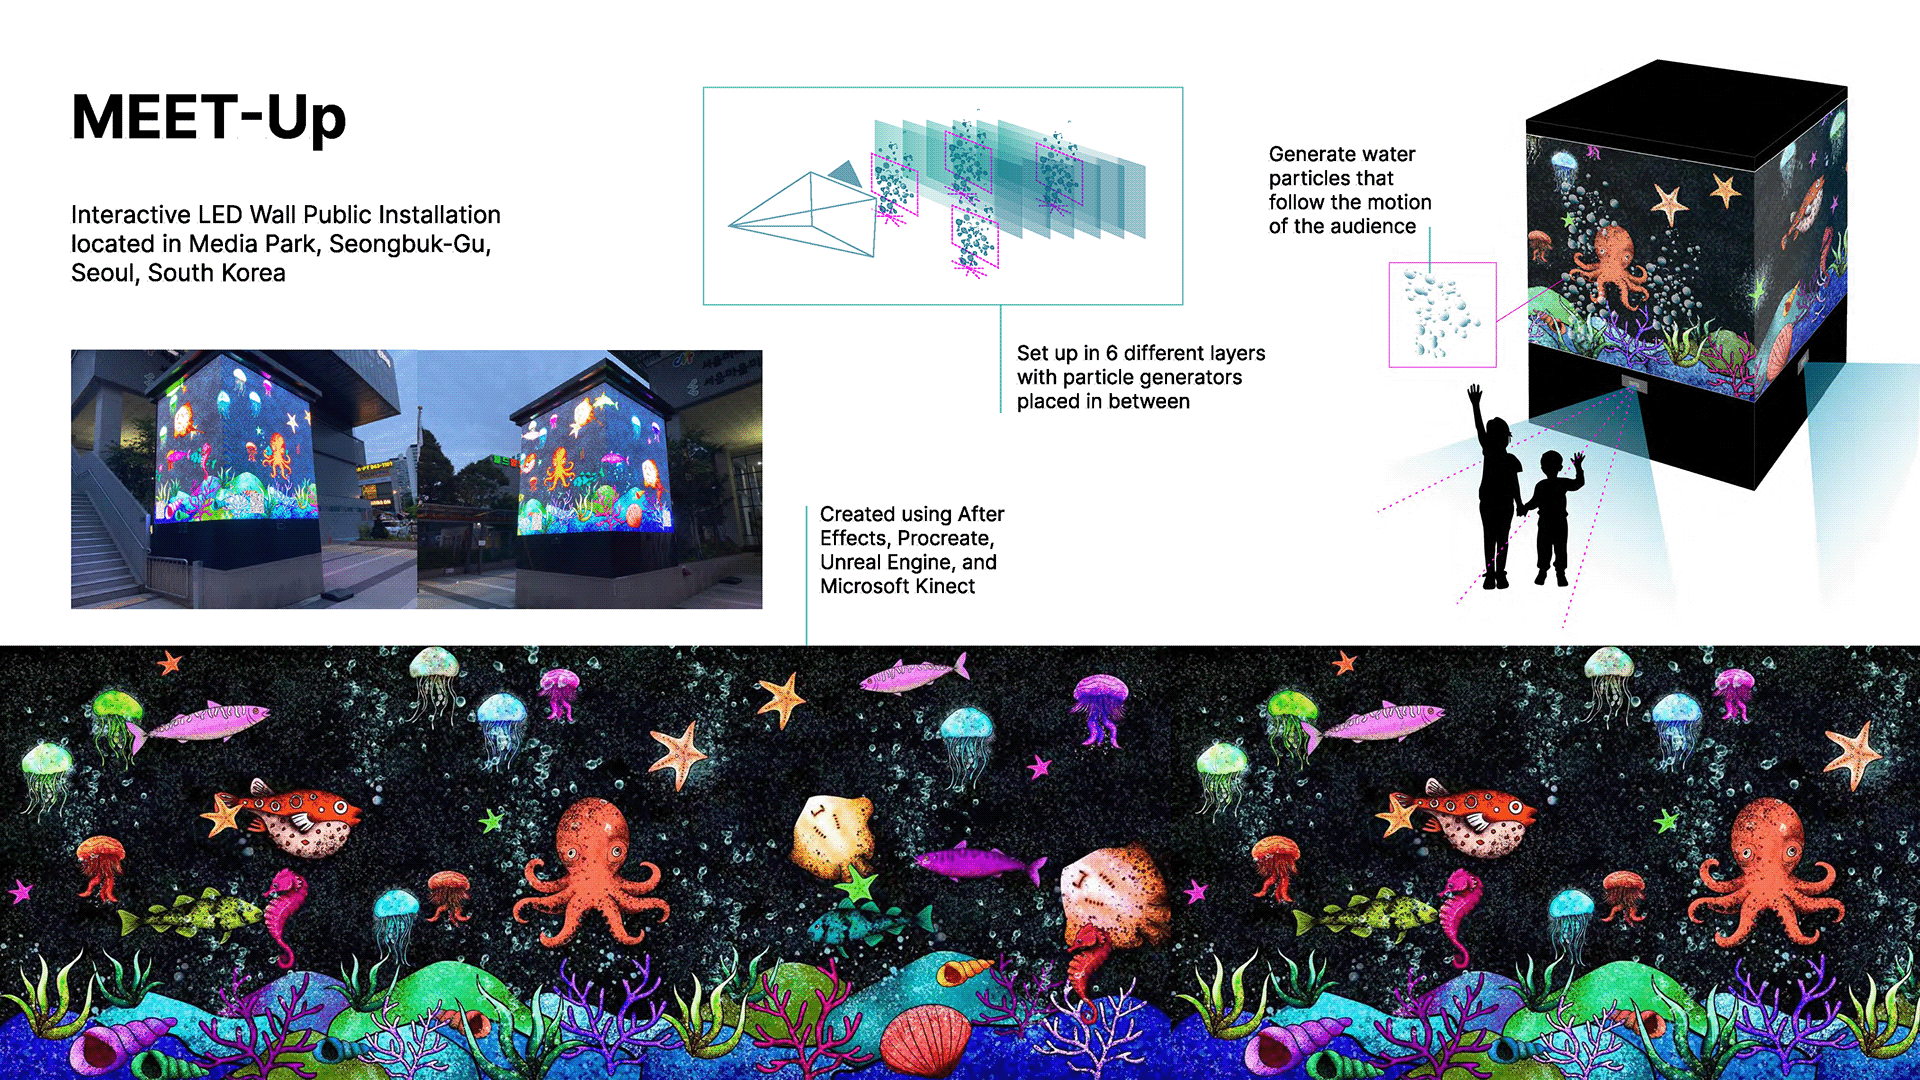 MEET-Up
Interactive LED Wall Public Installation
located in Media Park, Seongbuk-Gu,
Seoul, South Korea
Set up in 6 different layers
with particle generators
placed in between
Generate water
particles that
follow the motion
of the audience
Created using After
Effects, Procreate,
Unreal Engine, and
Microsoft Kinect